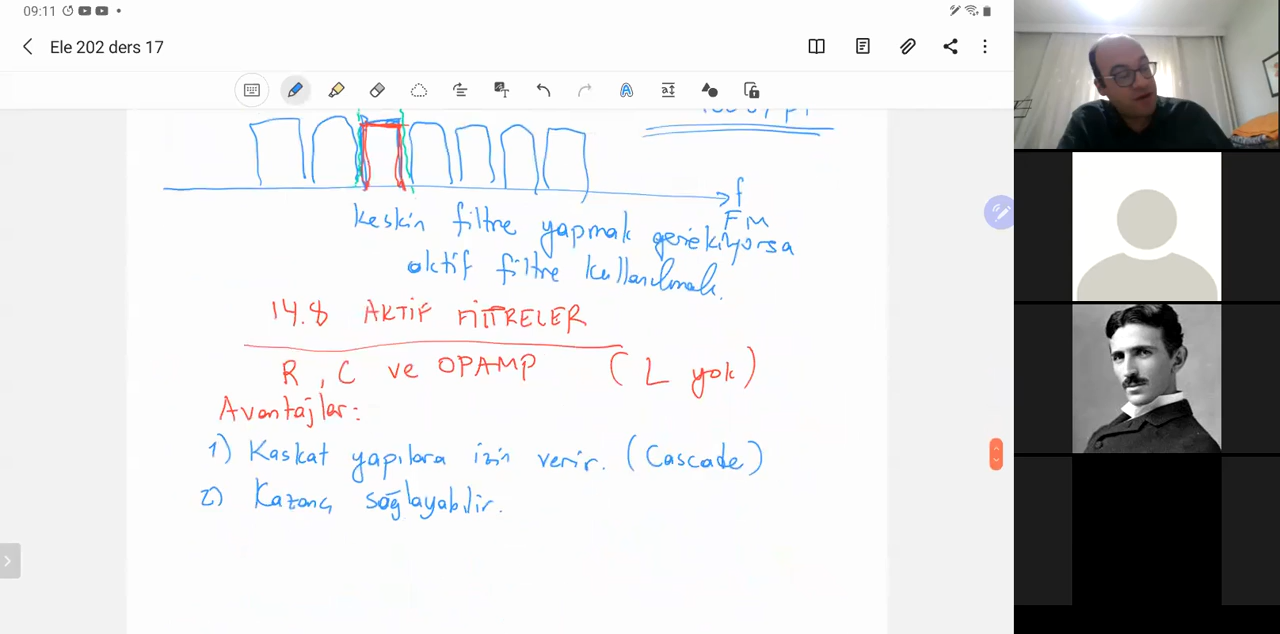 09:11
Ele 202 ders 17
f
FM
keskin filtre yapmak gerekiyorsa
aktif filtre kullanılmalı.
14.8 AKTİF FİLTRELER
R, C ve OPAMP (L yok)
Avantajlar:
1) Kaskat yapılara izin verir. (Cascade)
2) Kazanç sağlayabilir.